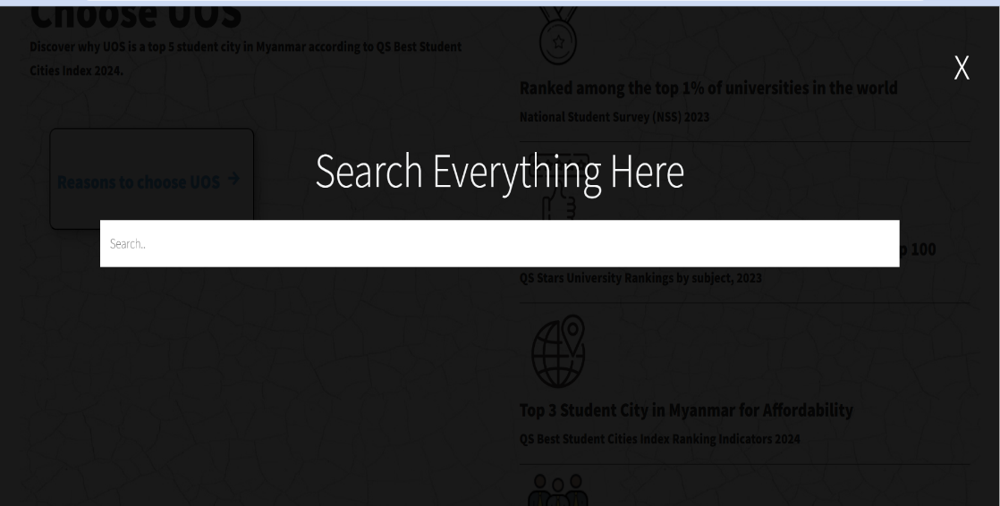 Choose UOS
Discover why UOS is a top 5 student city in Myanmar according to QS Best Student
Cities Index 2024.
Reasons to choose UOS →
X
Search Everything Here
Search..
Ranked among the top 1% of universities in the world
National Student Survey (NSS) 2023
p 100
QS Stars University Rankings by subject, 2023
Top 3 Student City in Myanmar for Affordability
QS Best Student Cities Index Ranking Indicators 2024